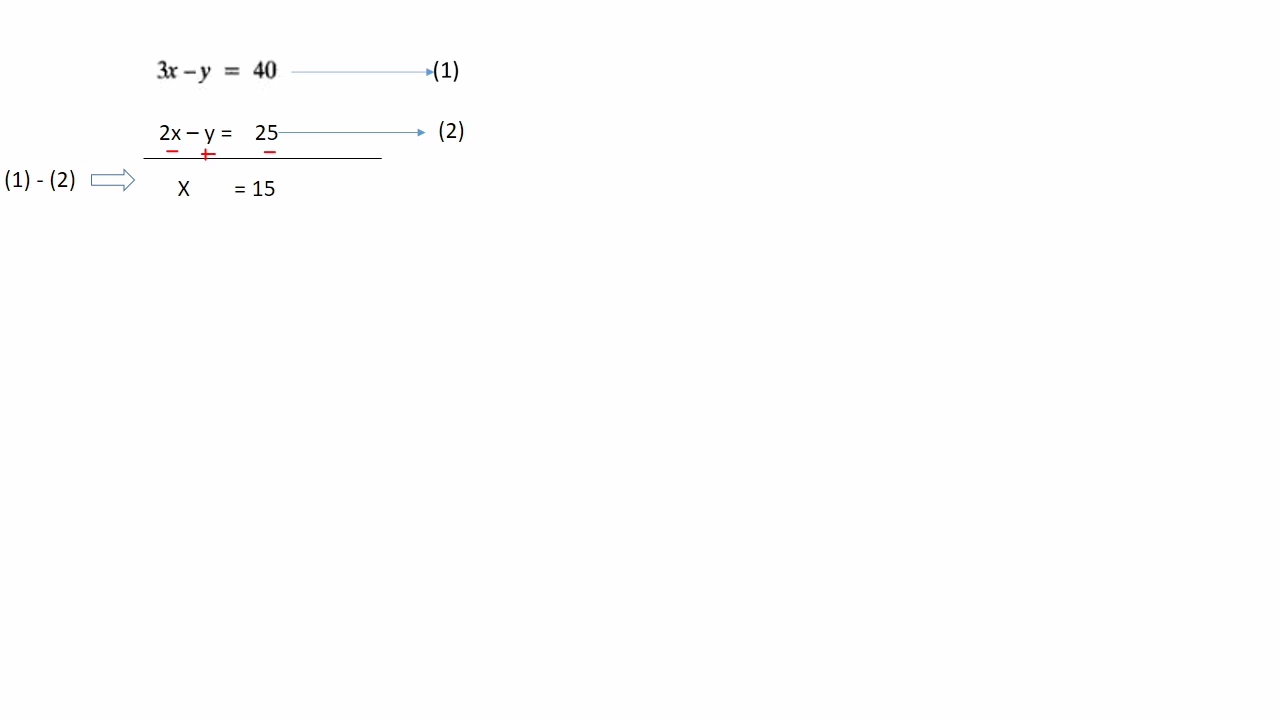 3x – y = 40 (1)
2x – y = 25 (2)
– + –
(1) - (2) X = 15